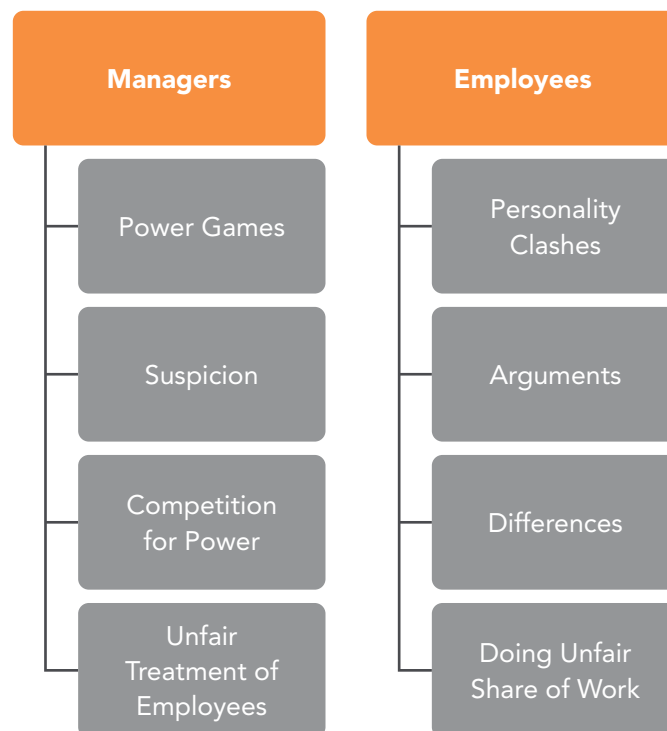 Managers
Power Games
Suspicion
Competition
for Power
Unfair
Treatment of
Employees
Employees
Personality
Clashes
Arguments
Differences
Doing Unfair
Share of Work